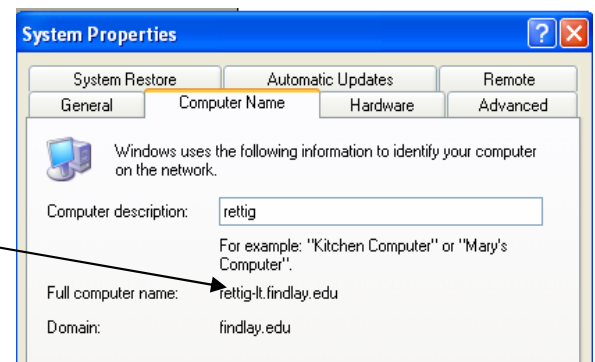 System Properties
System Restore Automatic Updates Remote
General Computer Name Hardware Advanced
Windows uses the following information to identify your computer
on the network.
Computer description: rettig
For example: "Kitchen Computer" or "Mary's
Computer".
Full computer name: rettig-lt.findlay.edu
Domain: findlay.edu